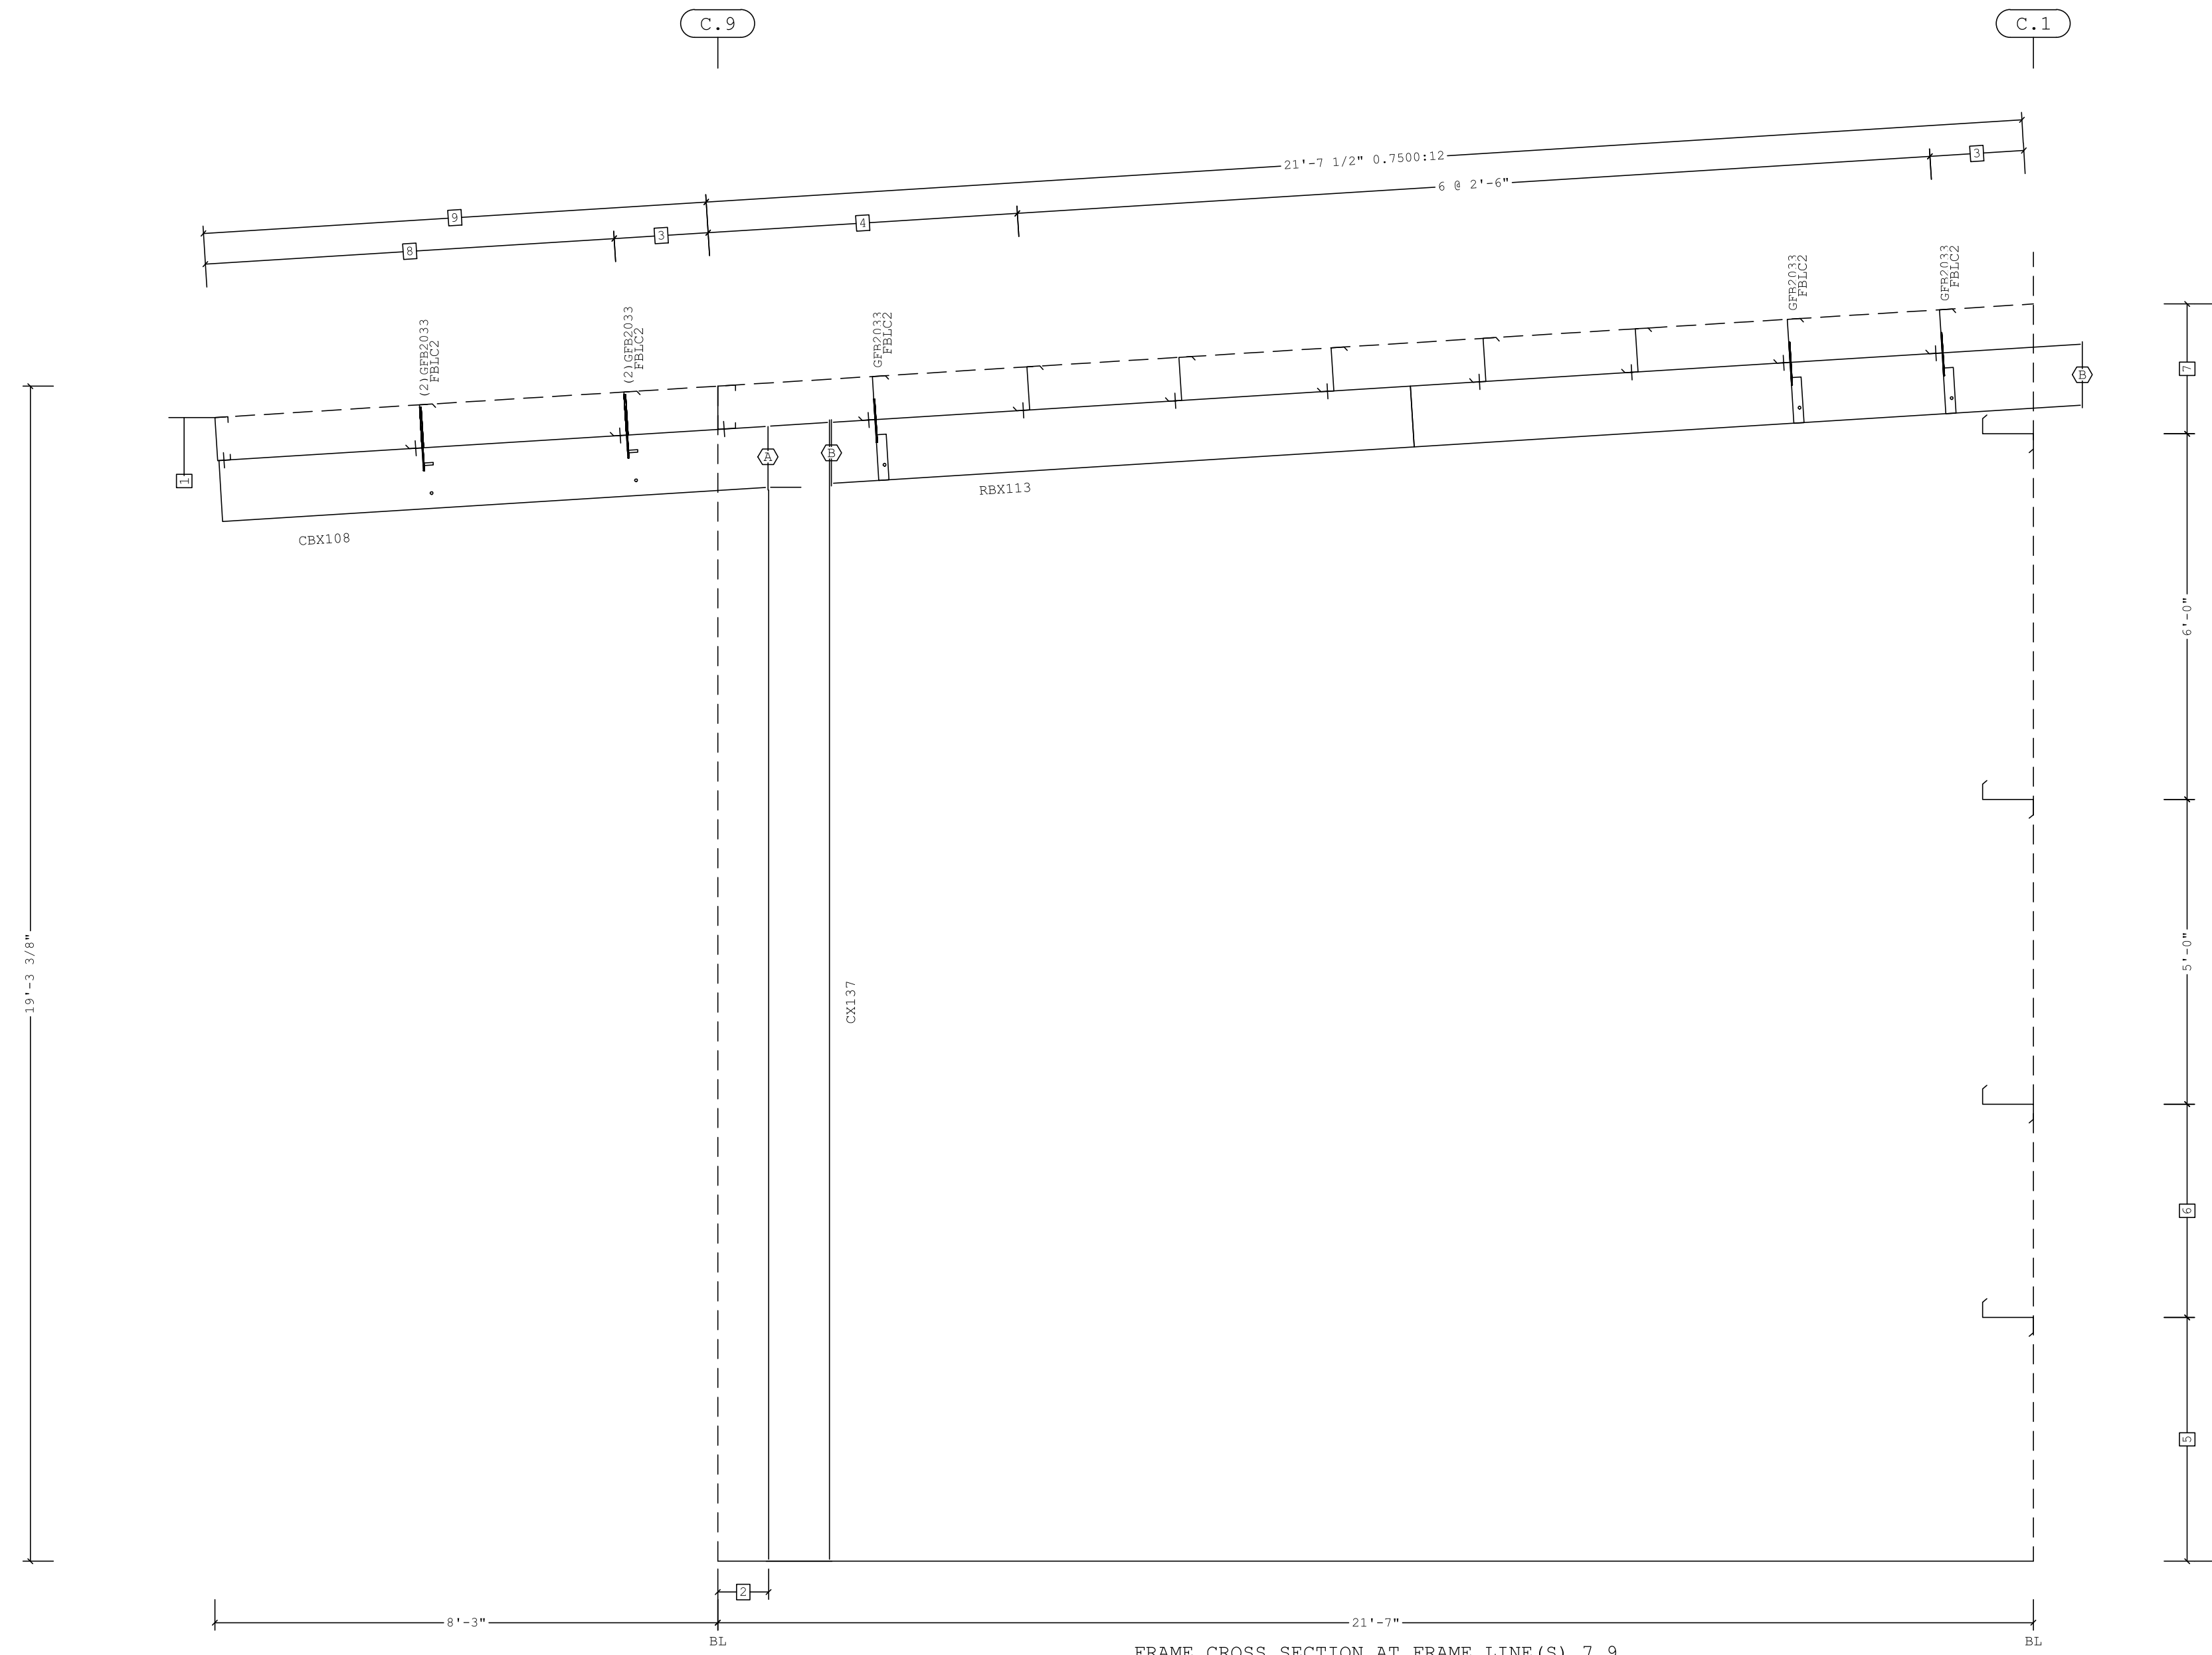 C.9
C.1
21'-7 1/2" 0.7500:12
6 @ 2'-6"
3
9
8
3
4
(2)GFB2033
FBLC2
(2)GFB2033
FBLC2
GFB2033
FBLC2
GFB2033
FBLC2
GFB2033
FBLC2
1
A
B
B
7
CBX108
RBX113
6'-0"
19'-3 3/8"
CX137
5'-0"
6
5
2
8'-3"
21'-7"
BL
BL
FRAME CROSS SECTION AT FRAME LINE(S) 7 9